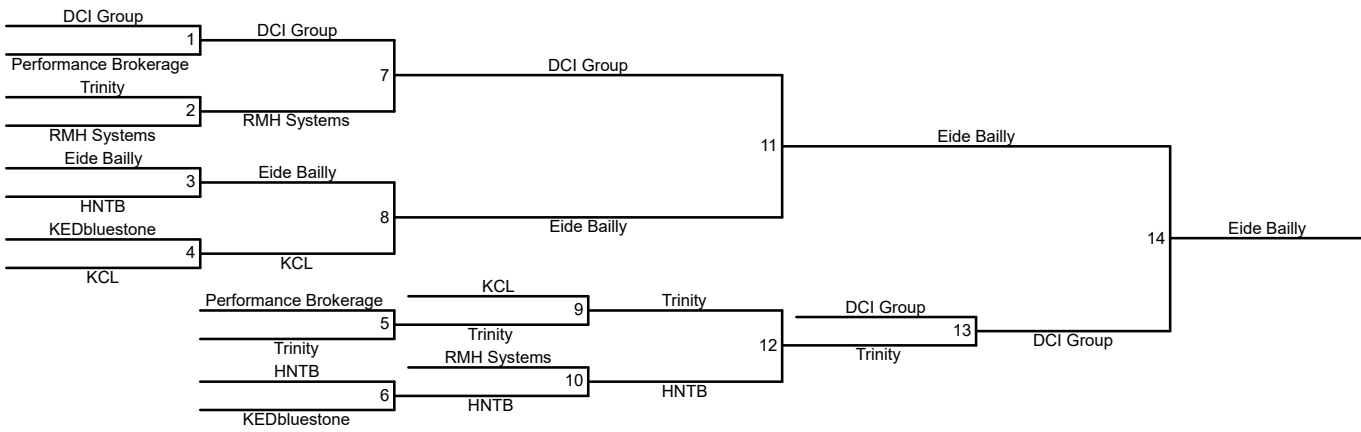 DCI Group
1
Performance Brokerage
DCI Group
7
Trinity
2
RMH Systems
RMH Systems
DCI Group
11
Eide Bailly
3
HNTB
Eide Bailly
8
KEDbluestone
4
KCL
KCL
Eide Bailly
Eide Bailly
14
Eide Bailly
Performance Brokerage
5
Trinity
KCL
9
Trinity
Trinity
12
HNTB
6
KEDbluestone
RMH Systems
10
HNTB
HNTB
DCI Group
13
Trinity
DCI Group